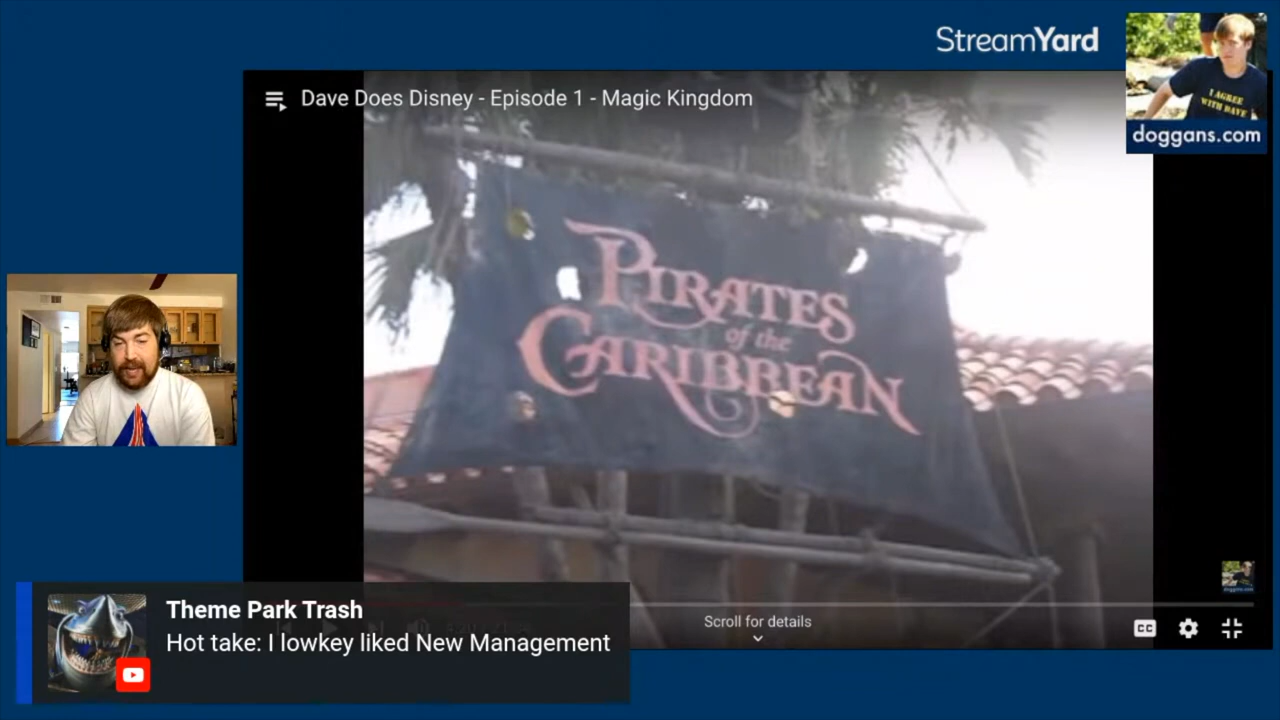 StreamYard
Dave Does Disney - Episode 1 - Magic Kingdom
I AGREE
WITH DAVE
doggans.com
PIRATES
of the
CARIBBEAN
Theme Park Trash
Hot take: I lowkey liked New Management
Scroll for details
CC